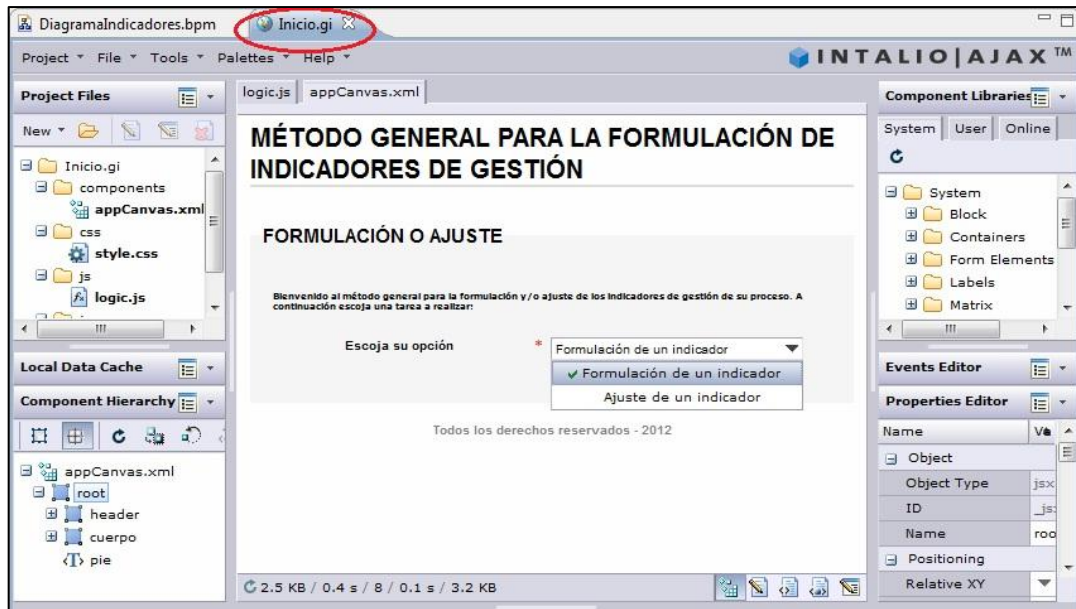 DiagramaIndicadores.bpm
Inicio.gi
Project File Tools Palettes Help
INTALIO|AJAX™
Project Files
New
Inicio.gi
components
appCanvas.xml
css
style.css
js
logic.js
Local Data Cache
Component Hierarchy
appCanvas.xml
root
header
cuerpo
pie
logic.js
appCanvas.xml
MÉTODO GENERAL PARA LA FORMULACIÓN DE
INDICADORES DE GESTIÓN
FORMULACIÓN O AJUSTE
Bienvenido al método general para la formulación y/o ajuste de los indicadores de gestión de su proceso. A
continuación escoja una tarea a realizar:
Escoja su opción * Formulación de un indicador
Formulación de un indicador
Ajuste de un indicador
Todos los derechos reservados - 2012
2.5 KB / 0.4 s / 8 / 0.1 s / 3.2 KB
Component Libraries
System User Online
System
Block
Containers
Form Elements
Labels
Matrix
Events Editor
Properties Editor
Name
Object
Object Type jsx
ID _js
Name roo
Positioning
Relative XY